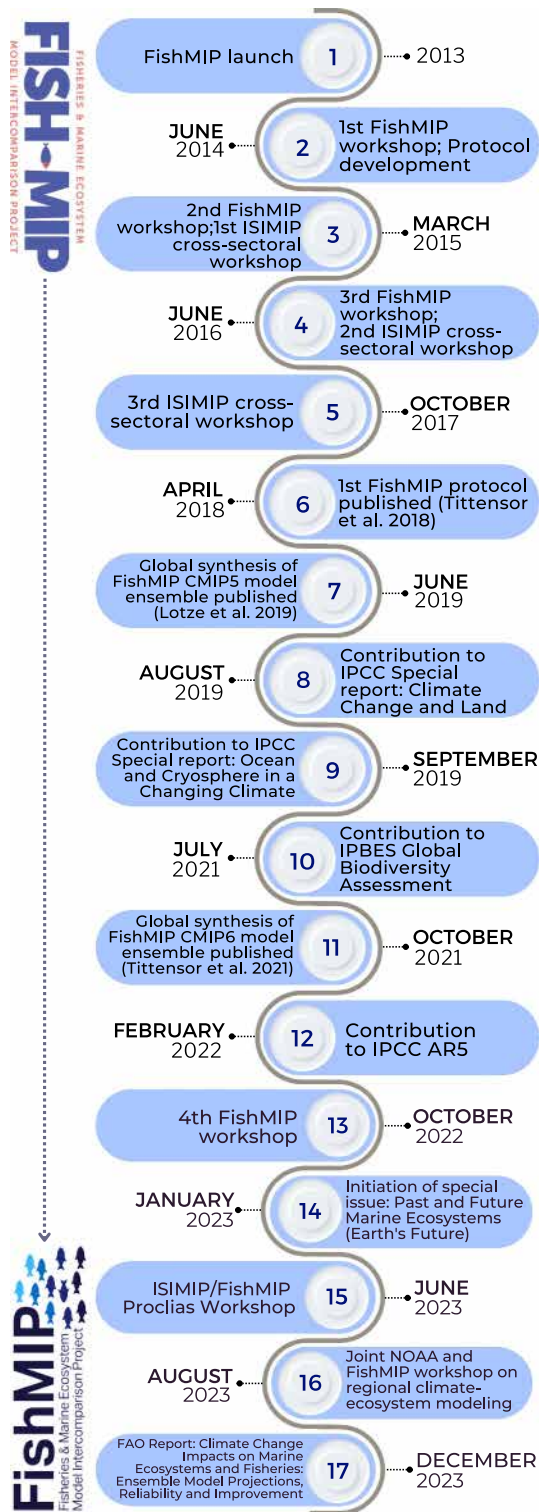 FISH-MIP
FISHERIES & MARINE ECOSYSTEM
MODEL INTERCOMPARISON PROJECT
FishMIP launch
1
2013
JUNE
2014
2
1st FishMIP
workshop; Protocol
development
2nd FishMIP
workshop;1st ISIMIP
cross-sectoral
workshop
3
MARCH
2015
JUNE
2016
4
3rd FishMIP
workshop;
2nd ISIMIP cross-
sectoral workshop
3rd ISIMIP cross-
sectoral workshop
5
OCTOBER
2017
APRIL
2018
6
1st FishMIP protocol
published (Tittensor
et al. 2018)
Global synthesis of
FishMIP CMIP5 model
ensemble published
(Lotze et al. 2019)
7
JUNE
2019
AUGUST
2019
8
Contribution to
IPCC Special
report: Climate
Change and Land
Contribution to IPCC
Special report: Ocean
and Cryosphere in a
Changing Climate
9
SEPTEMBER
2019
JULY
2021
10
Contribution to
IPBES Global
Biodiversity
Assessment
Global synthesis of
FishMIP CMIP6 model
ensemble published
(Tittensor et al. 2021)
11
OCTOBER
2021
FEBRUARY
2022
12
Contribution
to IPCC AR5
4th FishMIP
workshop
13
OCTOBER
2022
JANUARY
2023
14
Initiation of special
issue: Past and Future
Marine Ecosystems
(Earth's Future)
ISIMIP/FishMIP
Proclias Workshop
15
JUNE
2023
AUGUST
2023
16
Joint NOAA and
FishMIP workshop on
regional climate-
ecosystem modeling
FAO Report: Climate Change
Impacts on Marine
Ecosystems and Fisheries:
Ensemble Model Projections,
Reliability and Improvement
17
DECEMBER
2023
FishMIP
Fisheries & Marine Ecosystem
Model Intercomparison Project